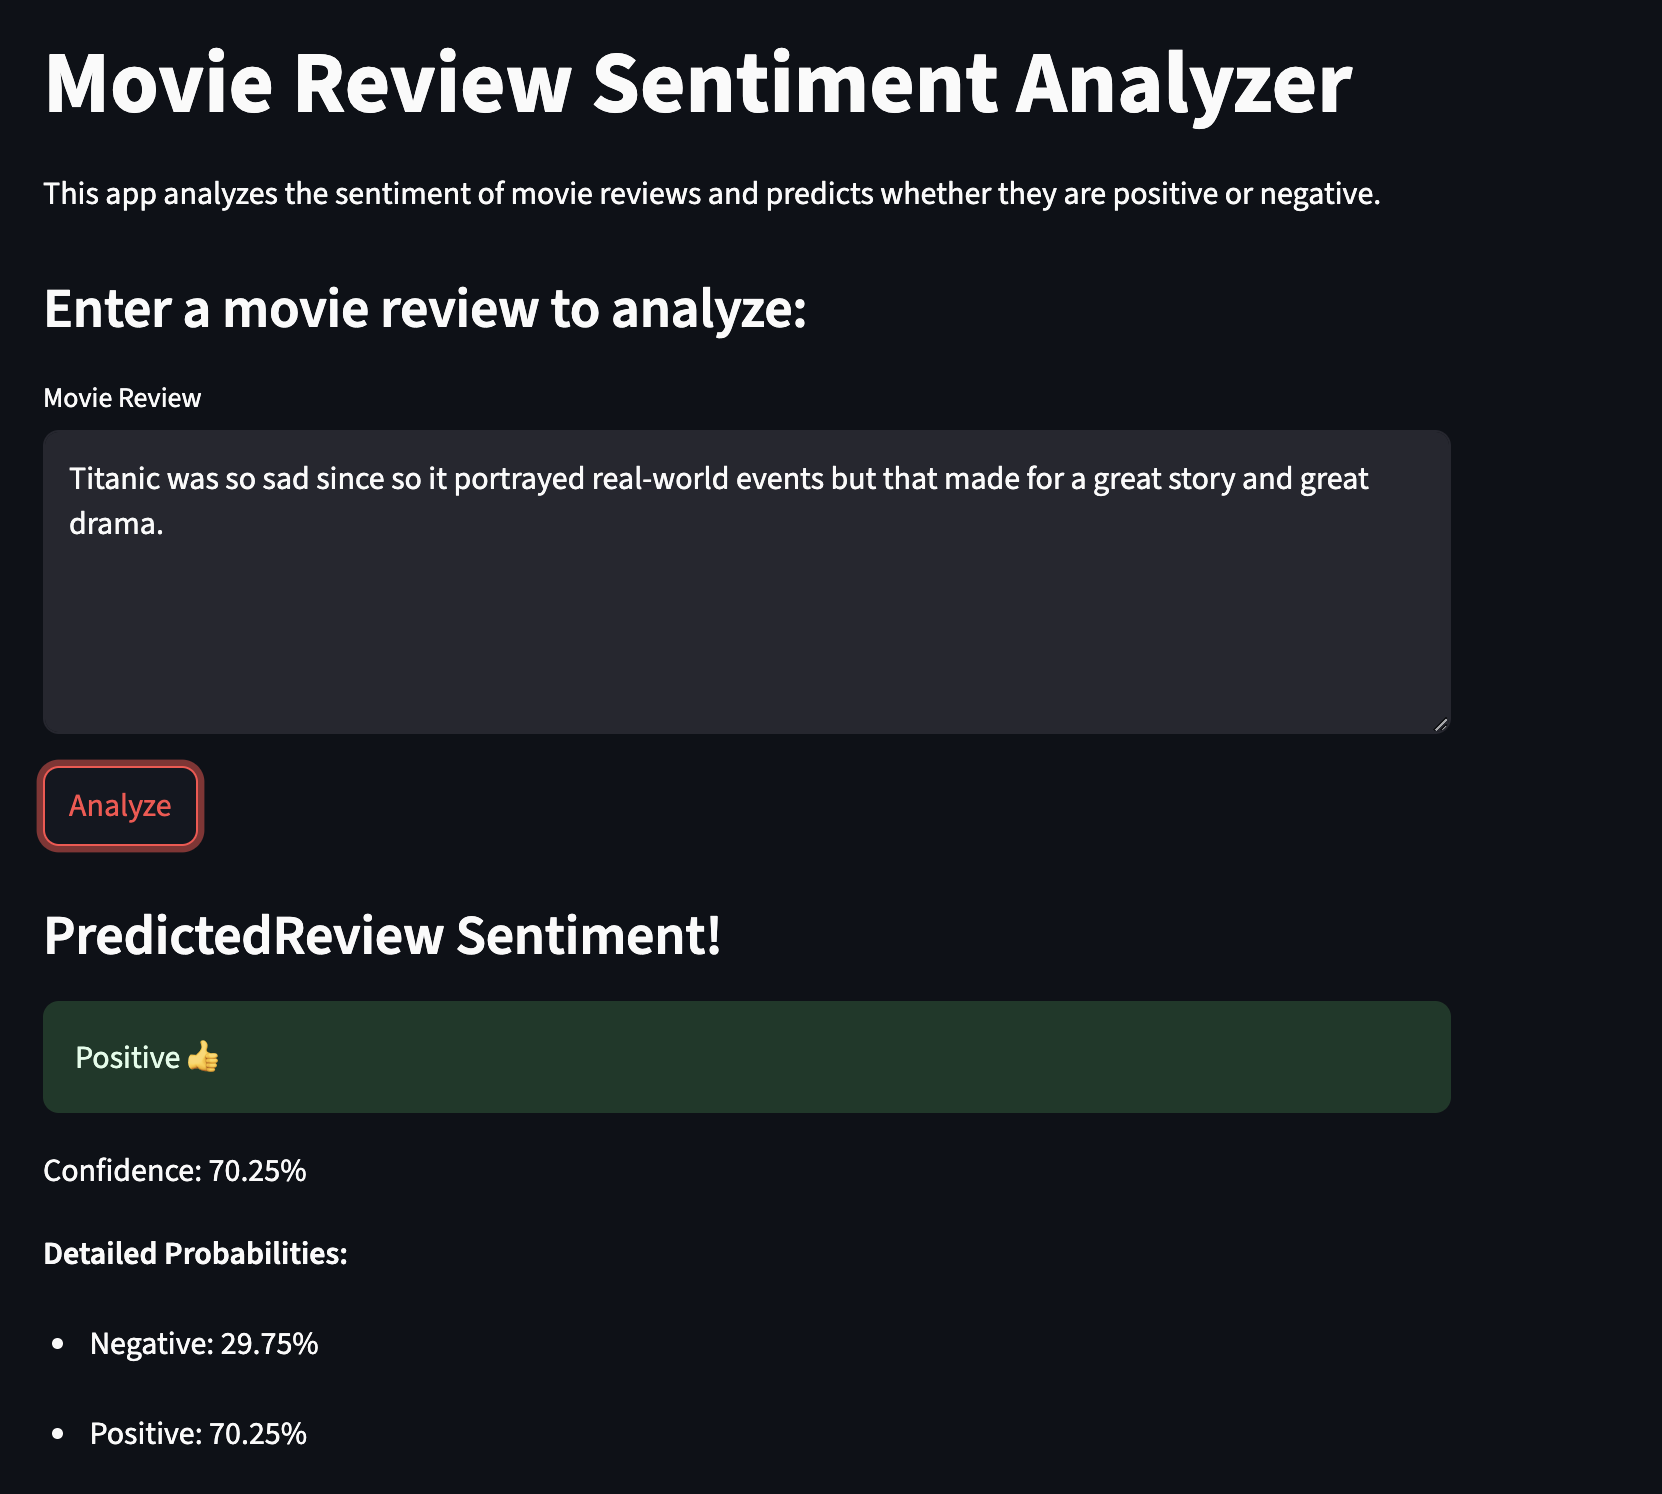 Movie Review Sentiment Analyzer
This app analyzes the sentiment of movie reviews and predicts whether they are positive or negative.
Enter a movie review to analyze:
Movie Review
Titanic was so sad since so it portrayed real-world events but that made for a great story and great
drama.
Analyze
PredictedReview Sentiment!
Positive 👍
Confidence: 70.25%
Detailed Probabilities:
• Negative: 29.75%
• Positive: 70.25%